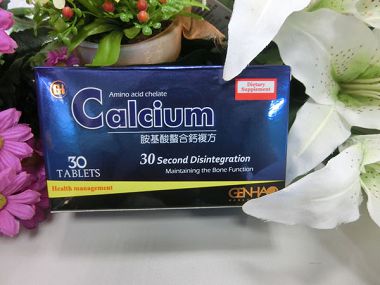 Amino acid chelate
Dietary
Supplement
Calcium
胺基酸螯合鈣複方
30
TABLETS
30 Second Disintegration
Maintaining the Bone Function
Health management
GENHAO